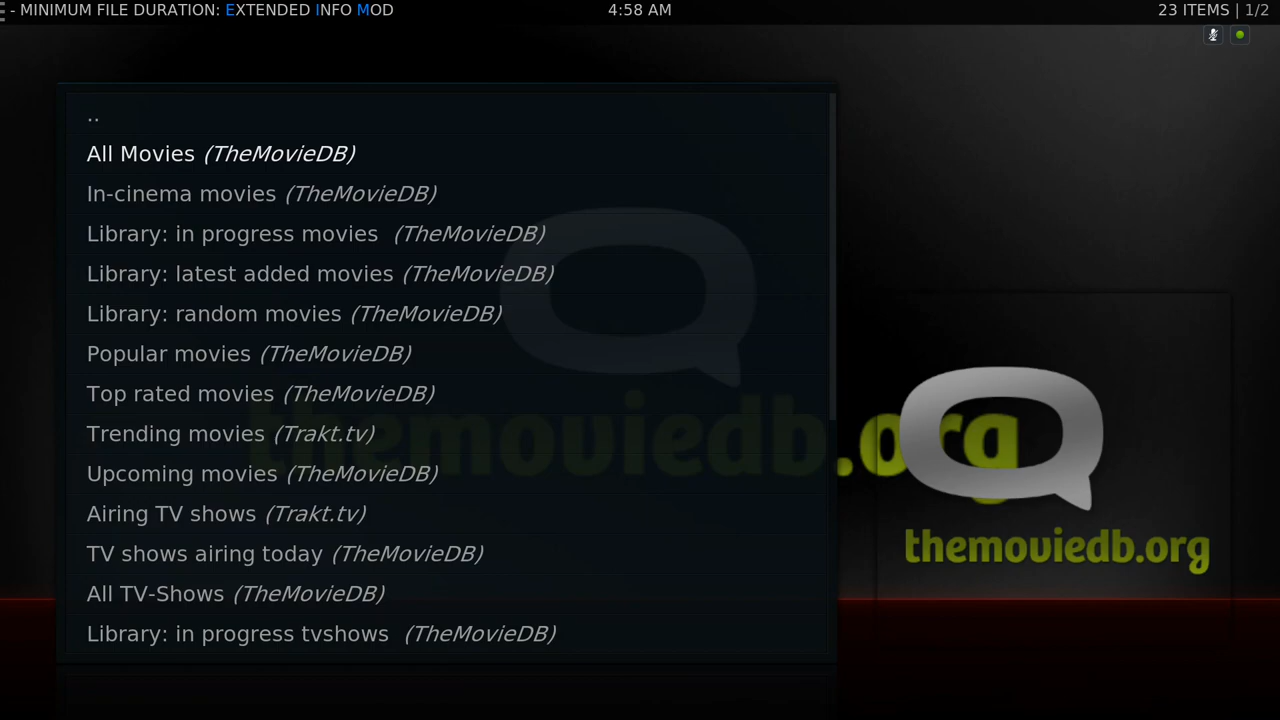 - MINIMUM FILE DURATION: EXTENDED INFO MOD
4:58 AM
23 ITEMS | 1/2
..
All Movies (TheMovieDB)
In-cinema movies (TheMovieDB)
Library: in progress movies (TheMovieDB)
Library: latest added movies (TheMovieDB)
Library: random movies (TheMovieDB)
Popular movies (TheMovieDB)
Top rated movies (TheMovieDB)
Trending movies (Trakt.tv)
Upcoming movies (TheMovieDB)
Airing TV shows (Trakt.tv)
TV shows airing today (TheMovieDB)
All TV-Shows (TheMovieDB)
Library: in progress tvshows (TheMovieDB)
themoviedb.org
themoviedb.org